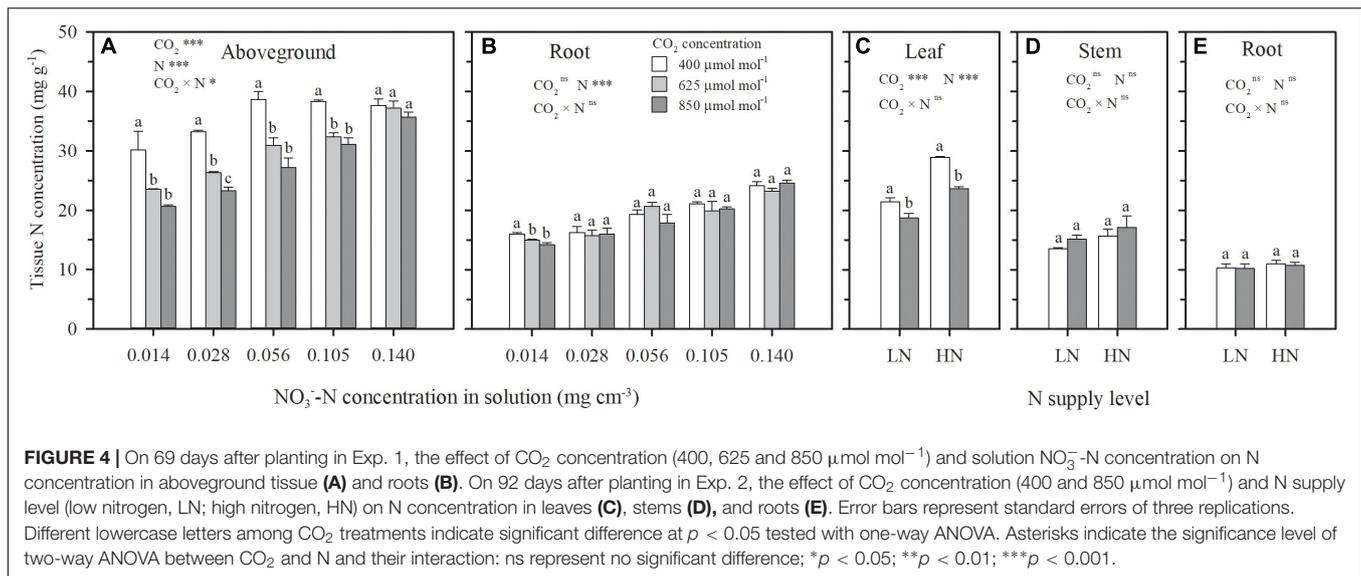 Tissue N concentration (mg g⁻¹)
50
40
30
20
10
0
A
Aboveground
CO₂ ***
N ***
CO₂ × N *
a
b
b
a
b
c
a
b
b
a
b
b
a
a
a
0.014 0.028 0.056 0.105 0.140
B
Root
CO₂ ⁿˢ N ***
CO₂ × N ⁿˢ
CO₂ concentration
400 μmol mol⁻¹
625 μmol mol⁻¹
850 μmol mol⁻¹
a b b
a a a
a a a
a a a
a a a
0.014 0.028 0.056 0.105 0.140
NO₃⁻-N concentration in solution (mg cm⁻³)
C
Leaf
CO₂ *** N ***
CO₂ × N ⁿˢ
a
b
a
b
LN HN
D
Stem
CO₂ ⁿˢ N ⁿˢ
CO₂ × N ⁿˢ
a a
a a
LN HN
E
Root
CO₂ ⁿˢ N ⁿˢ
CO₂ × N ⁿˢ
a a a a
LN HN
N supply level
FIGURE 4 | On 69 days after planting in Exp. 1, the effect of CO₂ concentration (400, 625 and 850 μmol mol⁻¹) and solution NO₃⁻-N concentration on N
concentration in aboveground tissue (A) and roots (B). On 92 days after planting in Exp. 2, the effect of CO₂ concentration (400 and 850 μmol mol⁻¹) and N supply
level (low nitrogen, LN; high nitrogen, HN) on N concentration in leaves (C), stems (D), and roots (E). Error bars represent standard errors of three replications.
Different lowercase letters among CO₂ treatments indicate significant difference at p < 0.05 tested with one-way ANOVA. Asterisks indicate the significance level of
two-way ANOVA between CO₂ and N and their interaction: ns represent no significant difference; *p < 0.05; **p < 0.01; ***p < 0.001.